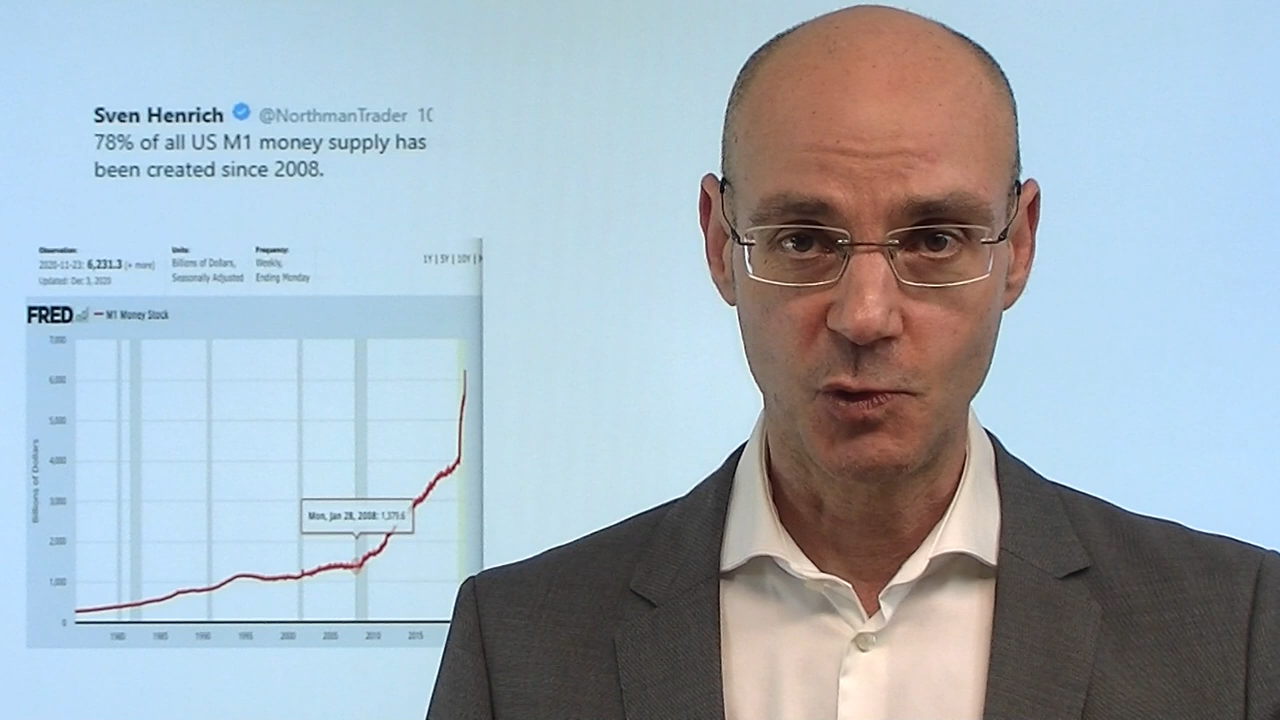 Sven Henrich @NorthmanTrader 10
78% of all US M1 money supply has
been created since 2008.
Observation:
2020-11-23: 6,231.3 (+ more)
Updated: Dec 3, 2020
Units:
Billions of Dollars,
Seasonally Adjusted
Frequency:
Weekly,
Ending Monday
1Y | 5Y | 10Y |
FRED — M1 Money Stock
7,000
6,000
5,000
4,000
3,000
2,000
1,000
0
Billions of Dollars
Mon, Jan 28, 2008: 1,379.6
1980 1985 1990 1995 2000 2005 2010 2015